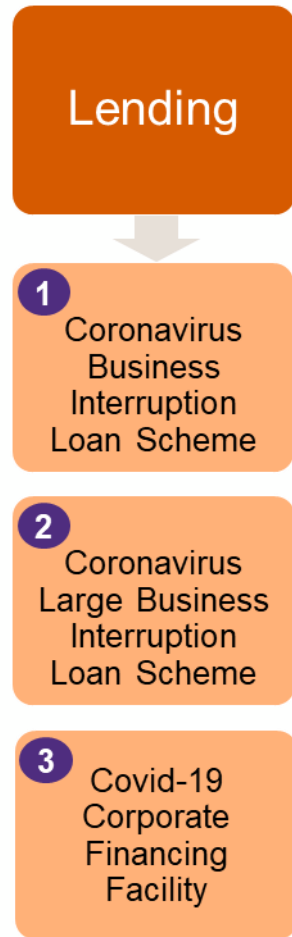 Lending
1
Coronavirus
Business
Interruption
Loan Scheme
2
Coronavirus
Large Business
Interruption
Loan Scheme
3
Covid-19
Corporate
Financing
Facility